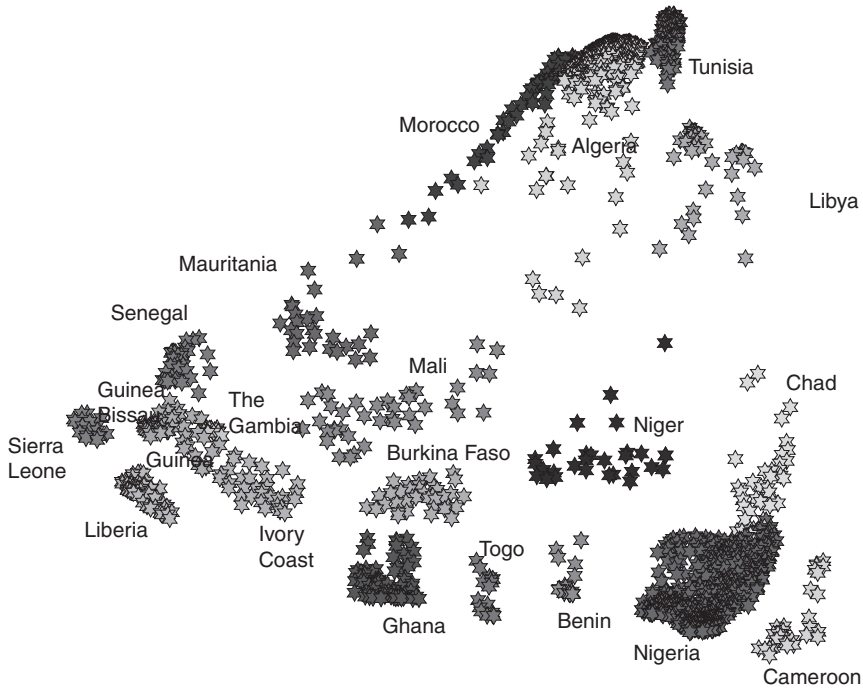 Tunisia
Morocco
Algeria
Libya
Mauritania
Senegal
Mali
Chad
Guinea
Bissau
The
Gambia
Niger
Sierra
Leone
Guinea
Burkina Faso
Liberia
Ivory
Coast
Togo
Ghana
Benin
Nigeria
Cameroon